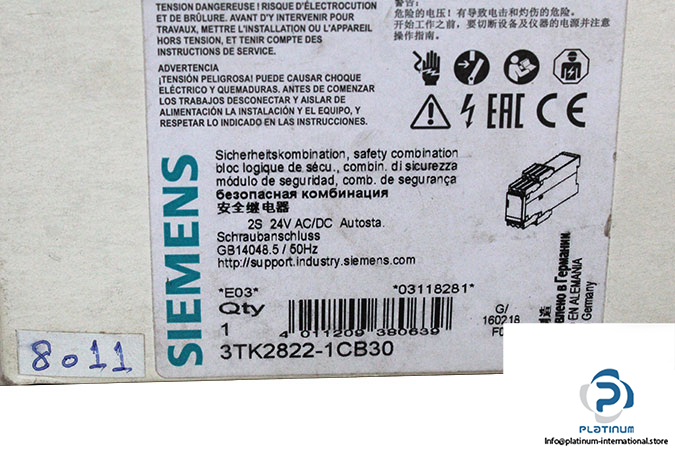 TENSION DANGEREUSE ! RISQUE D'ÉLECTROCUTION
ET DE BRÛLURE. AVANT D'Y INTERVENIR POUR
TRAVAUX, METTRE L'INSTALLATION OU L'APPAREIL
HORS TENSION, ET TENIR COMPTE DES
INSTRUCTIONS DE SERVICE.
ADVERTENCIA
¡TENSIÓN PELIGROSA! PUEDE CAUSAR CHOQUE
ELÉCTRICO Y QUEMADURAS. ANTES DE COMENZAR
LOS TRABAJOS DESCONECTAR Y AISLAR DE
ALIMENTACIÓN LA INSTALACIÓN Y EL EQUIPO, Y
RESPETAR LO INDICADO EN LAS INSTRUCCIONES.
警告:
危险的电压!有导致电击和灼伤的危险。
开始工作之前,要切断设备及仪器的电源并注意
操作指南。
EAC CE
SIEMENS
Sicherheitskombination, safety combination
bloc logique de sécu., combin. di sicurezza
módulo de seguridad, comb. de segurança
безопасная комбинация
安全继电器
2S 24V AC/DC Autosta.
Schraubanschluss
GB14048.5 / 50Hz
http://support.industry.siemens.com
*E03*
*03118281*
Qty
1
4 011209 380639
3TK2822-1CB30
G/
160218
влено в Германии
EN ALEMANIA
Germany
8011
PLATINUM
Info@platinum-international.store